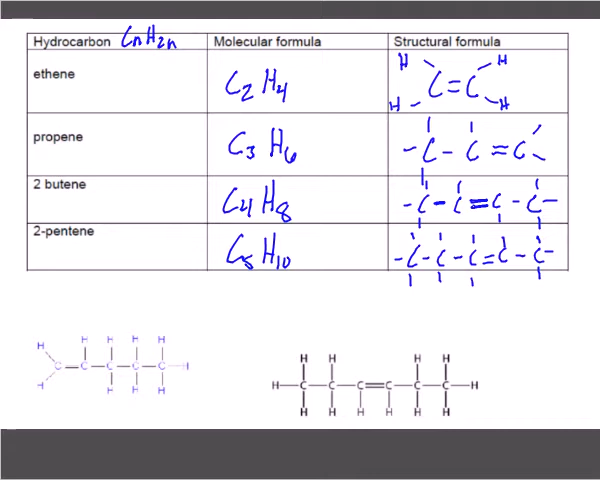 Hydrocarbon CnH2n Molecular formula Structural formula
ethene C2H4
H H
C=C
H H
propene C3H6 -C-C=C
2 butene C4H8 -C-C=C-C-
2-pentene C5H10 -C-C-C=C-C-
H H H H H
C=C-C-C-C-H
H H H H
H H H H
H-C-C-C=C-C-C-H
H H H H H H